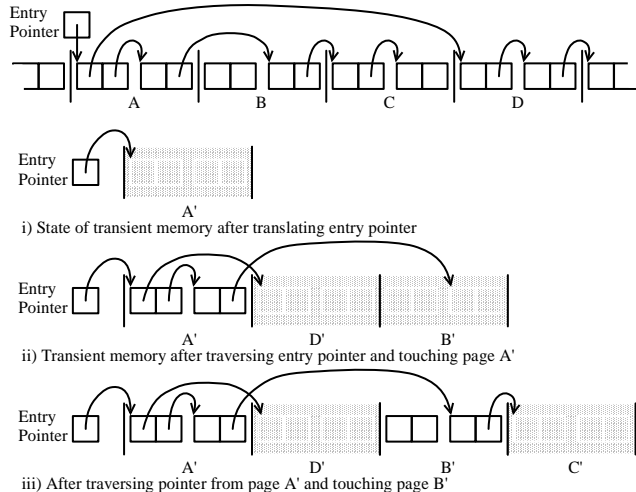 Entry
Pointer
A B C D
Entry
Pointer
A'
i) State of transient memory after translating entry pointer
Entry
Pointer
A' D' B'
ii) Transient memory after traversing entry pointer and touching page A'
Entry
Pointer
A' D' B' C'
iii) After traversing pointer from page A' and touching page B'